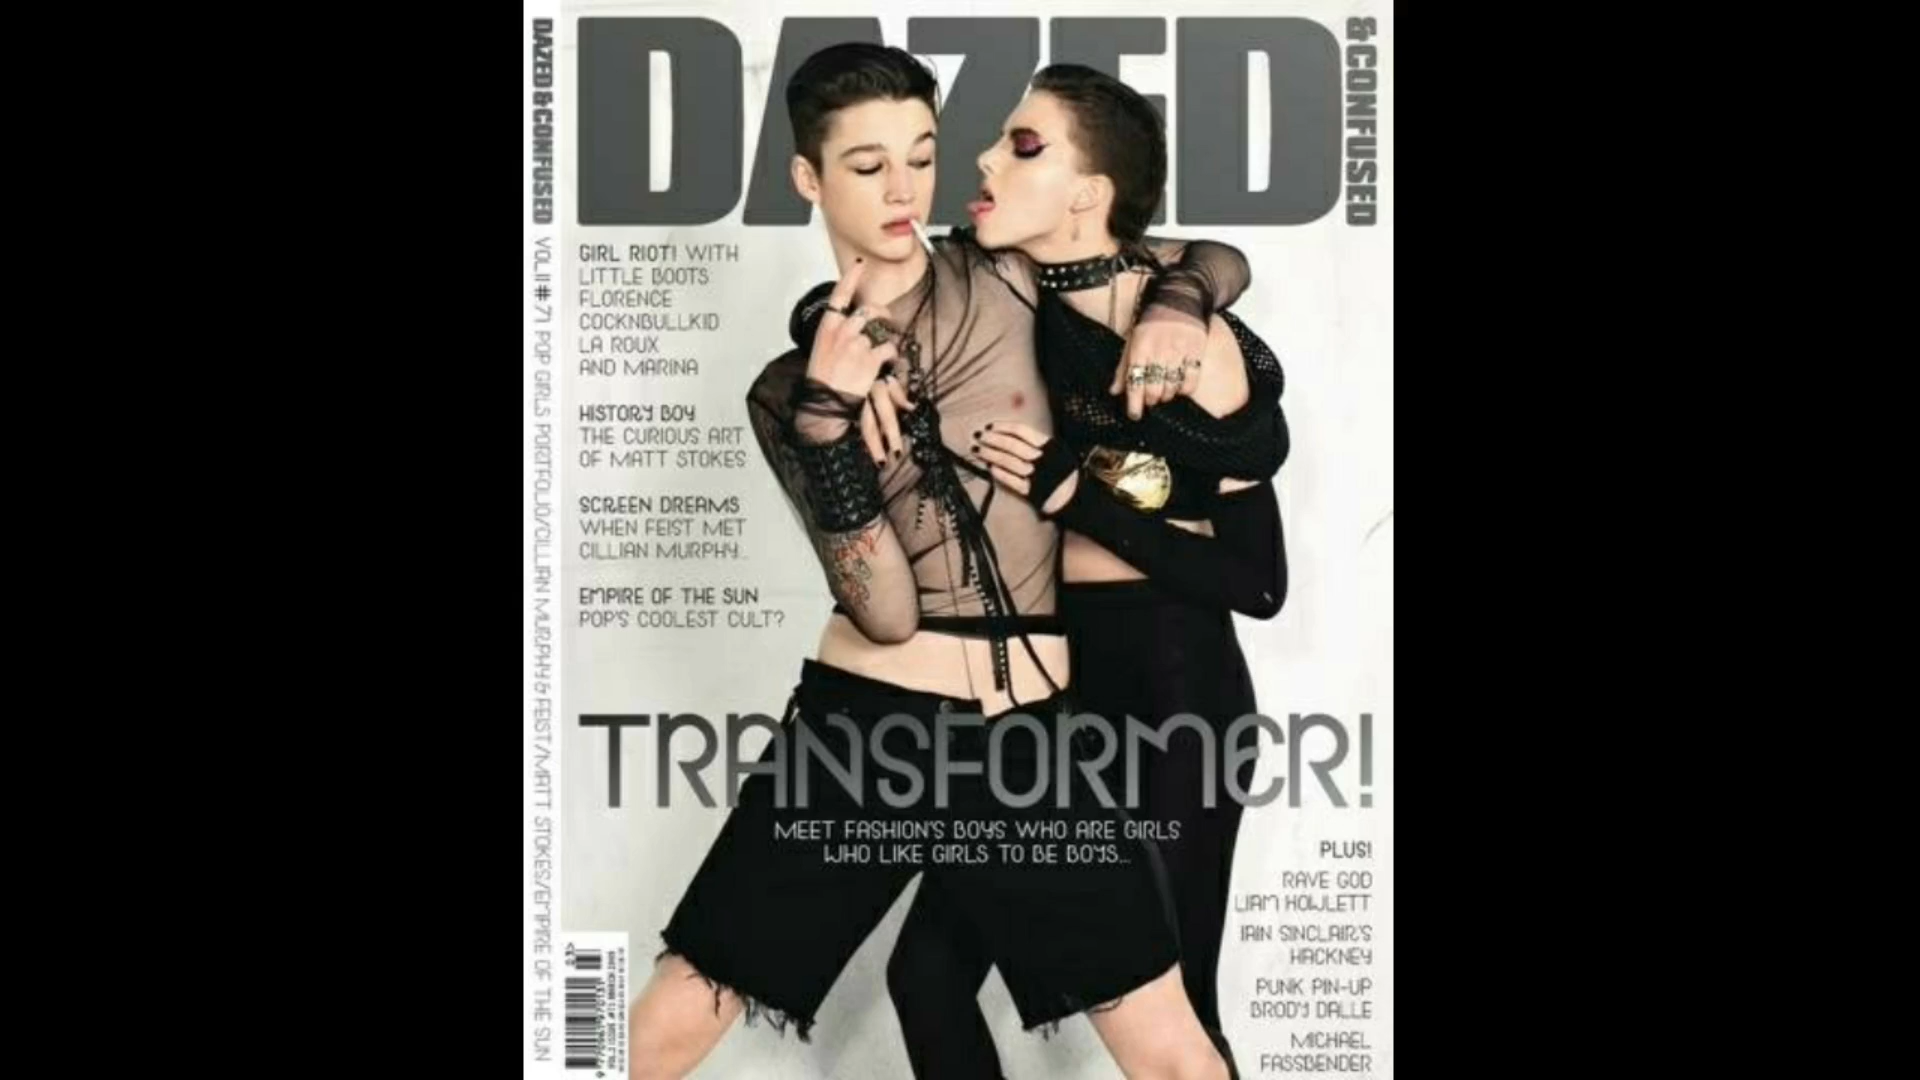 DAZED
& CONFUSED
DAZED & CONFUSED VOL II # 71 POP GIRLS PORTFOLIO/CILLIAN MURPHY & FEIST/MATT STOKES/EMPIRE OF THE SUN
GIRL RIOT! WITH
LITTLE BOOTS
FLORENCE
COCKNBULLKID
LA ROUX
AND MARINA
HISTORY BOY
THE CURIOUS ART
OF MATT STOKES
SCREEN DREAMS
WHEN FEIST MET
CILLIAN MURPHY...
EMPIRE OF THE SUN
POP'S COOLEST CULT?
TRANSFORMER!
MEET FASHION'S BOYS WHO ARE GIRLS
WHO LIKE GIRLS TO BE BOYS...
PLUS!
RAVE GOD
LIAM HOWLETT
IAIN SINCLAIR'S
HACKNEY
PUNK PIN-UP
BRODY DALLE
MICHAEL
FASSBENDER